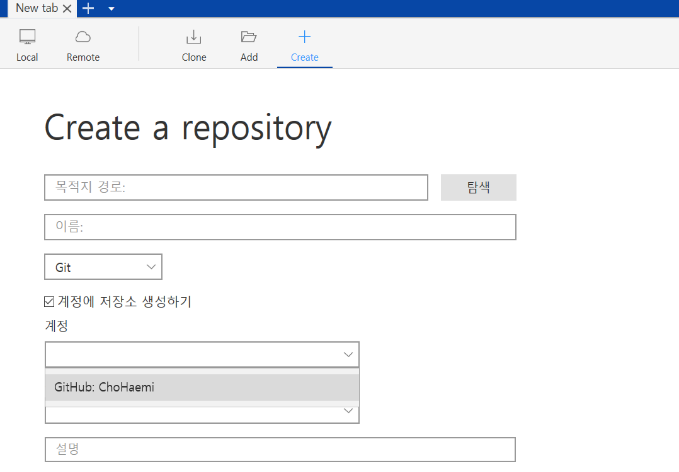 New tab
Local Remote Clone Add Create
Create a repository
목적지 경로: 탐색
이름:
Git
계정에 저장소 생성하기
계정
GitHub: ChoHaemi
설명